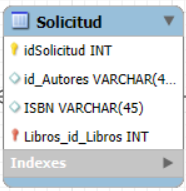 Solicitud
idSolicitud INT
id_Autores VARCHAR(4...
ISBN VARCHAR(45)
Libros_id_Libros INT
Indexes